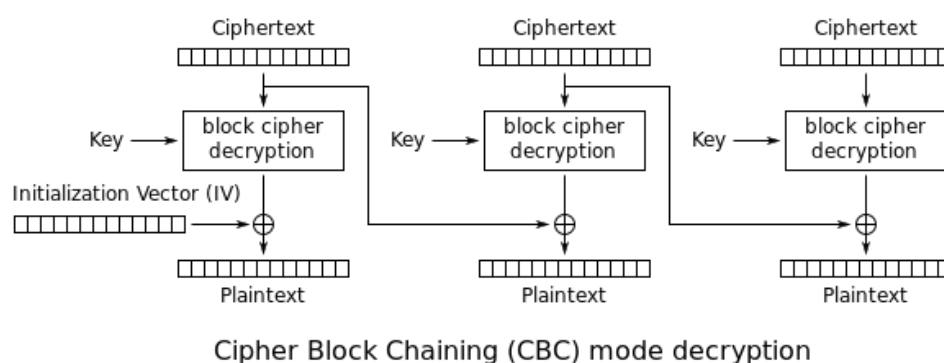 Ciphertext
Ciphertext
Ciphertext
Key
block cipher
decryption
Key
block cipher
decryption
Key
block cipher
decryption
Initialization Vector (IV)
Plaintext
Plaintext
Plaintext
Cipher Block Chaining (CBC) mode decryption